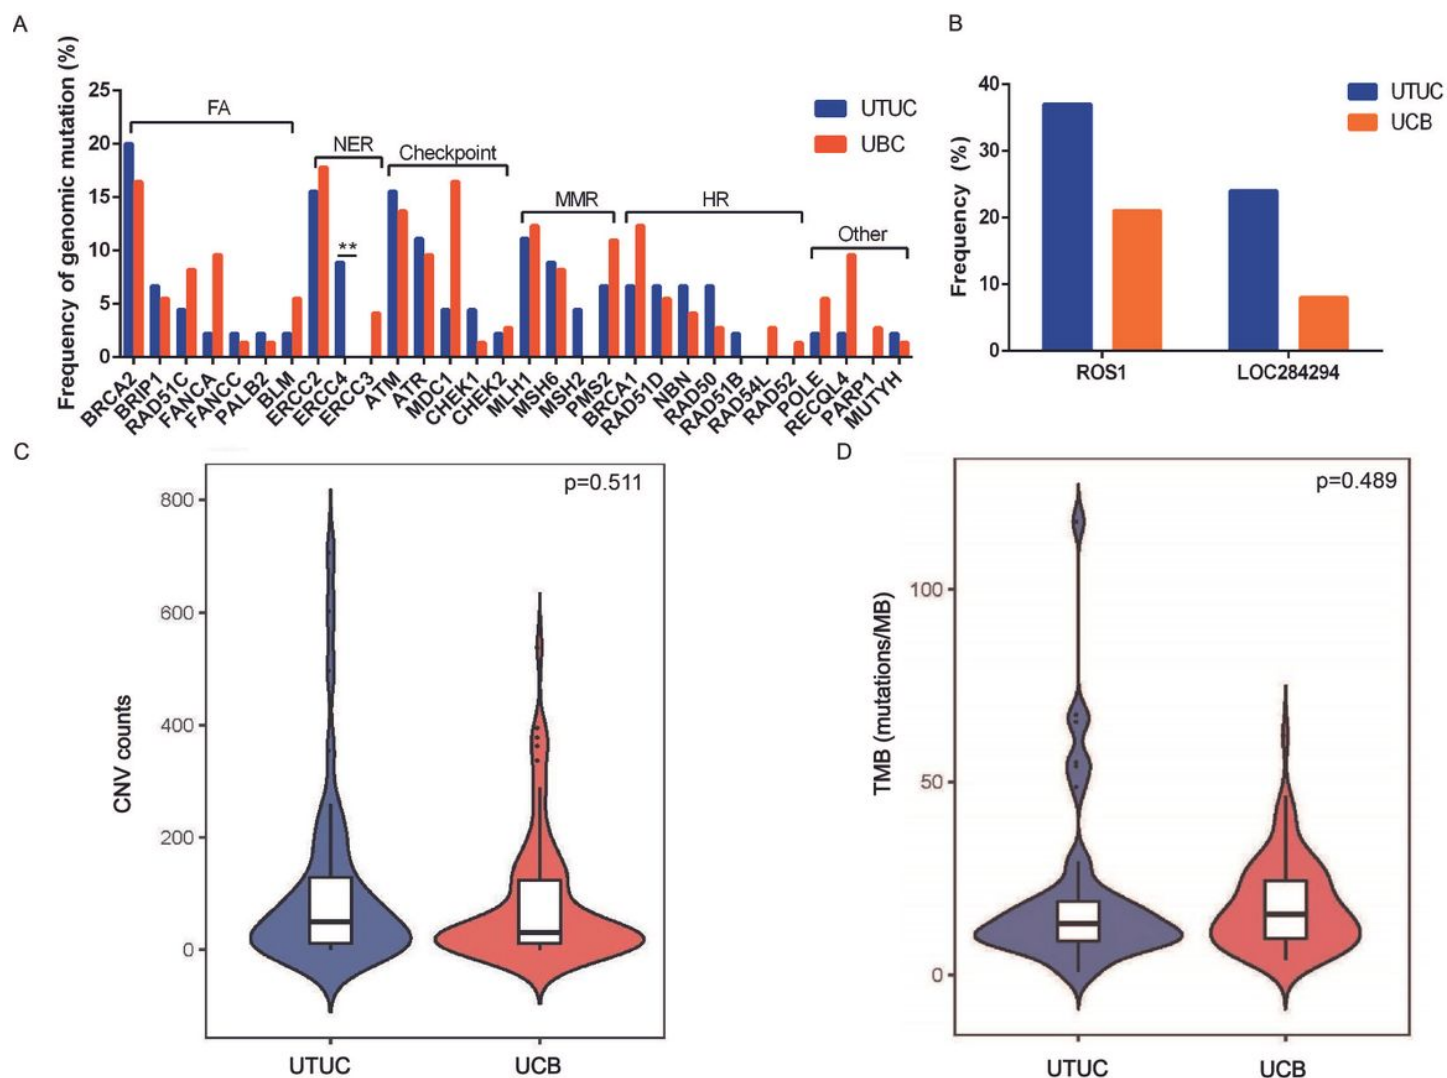 A
Frequency of genomic mutation (%)
25
20
15
10
5
0
FA
NER
Checkpoint
MMR
HR
Other
**
UTUC
UBC
BRCA2
BRIP1
RAD51C
FANCA
FANCC
PALB2
BLM
ERCC2
ERCC4
ERCC3
ATM
ATR
MDC1
CHEK1
CHEK2
MLH1
MSH6
MSH2
PMS2
BRCA1
RAD51D
NBN
RAD50
RAD51B
RAD54L
RAD52
POLE
RECQL4
PARP1
MUTYH
B
Frequency (%)
40
30
20
10
0
UTUC
UCB
ROS1
LOC284294
C
p=0.511
CNV counts
800
600
400
200
0
UTUC
UCB
D
p=0.489
TMB (mutations/MB)
100
50
0
UTUC
UCB